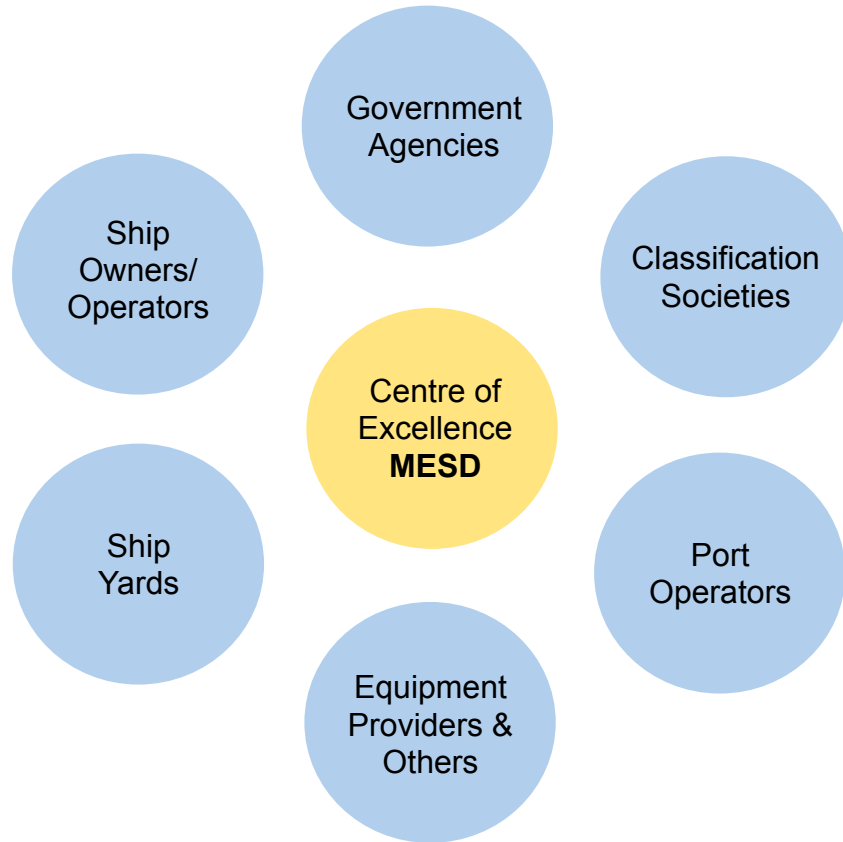 Government
Agencies
Ship
Owners/
Operators
Classification
Societies
Centre of
Excellence
MESD
Ship
Yards
Port
Operators
Equipment
Providers &
Others